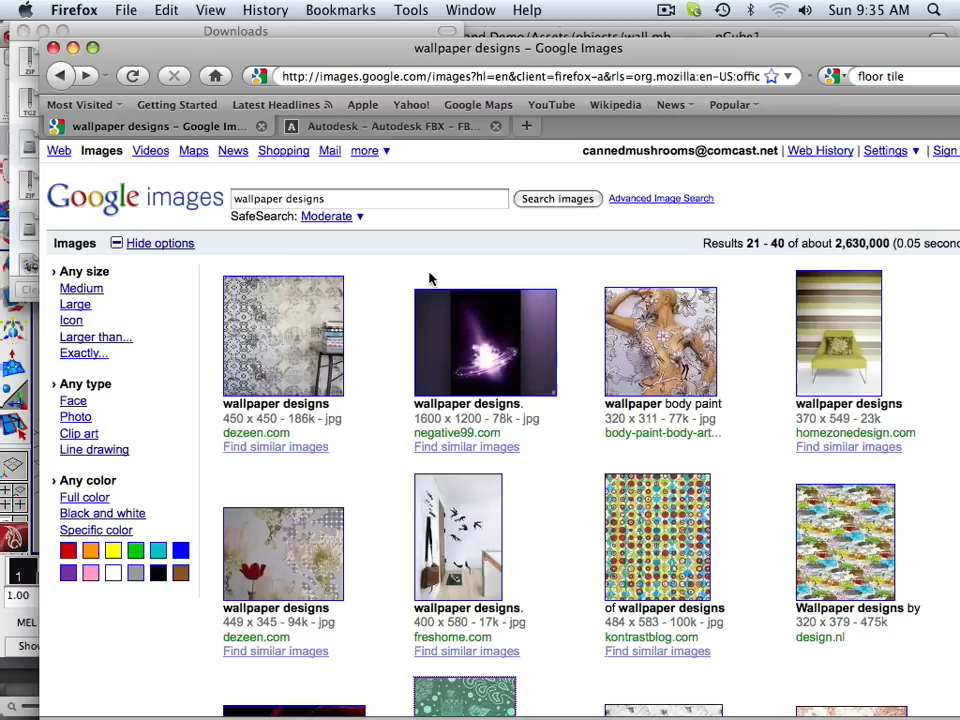 Firefox File Edit View History Bookmarks Tools Window Help Sun 9:35 AM
Downloads
wallpaper designs – Google Images
http://images.google.com/images?hl=en&client=firefox-a&rls=org.mozilla:en-US:offic floor tile
Most Visited Getting Started Latest Headlines Apple Yahoo! Google Maps YouTube Wikipedia News Popular
wallpaper designs – Google Im... Autodesk – Autodesk FBX – FB...
Web Images Videos Maps News Shopping Mail more cannedmushrooms@comcast.net | Web History | Settings | Sign
Google images wallpaper designs Search images Advanced Image Search
SafeSearch: Moderate
Images Hide options Results 21 - 40 of about 2,630,000 (0.05 second
› Any size
Medium
Large
Icon
Larger than...
Exactly...
› Any type
Face
Photo
Clip art
Line drawing
› Any color
Full color
Black and white
Specific color
wallpaper designs
450 x 450 - 186k - jpg
dezeen.com
Find similar images
wallpaper designs.
1600 x 1200 - 78k - jpg
negative99.com
Find similar images
wallpaper body paint
320 x 311 - 77k - jpg
body-paint-body-art...
wallpaper designs
370 x 549 - 23k
homezonedesign.com
Find similar images
wallpaper designs
449 x 345 - 94k - jpg
dezeen.com
Find similar images
wallpaper designs.
400 x 580 - 17k - jpg
freshome.com
Find similar images
of wallpaper designs
484 x 583 - 100k - jpg
kontrastblog.com
Find similar images
Wallpaper designs by
320 x 379 - 475k
design.nl
ZIP
TGZ
ZIP
1
1.00
MEL